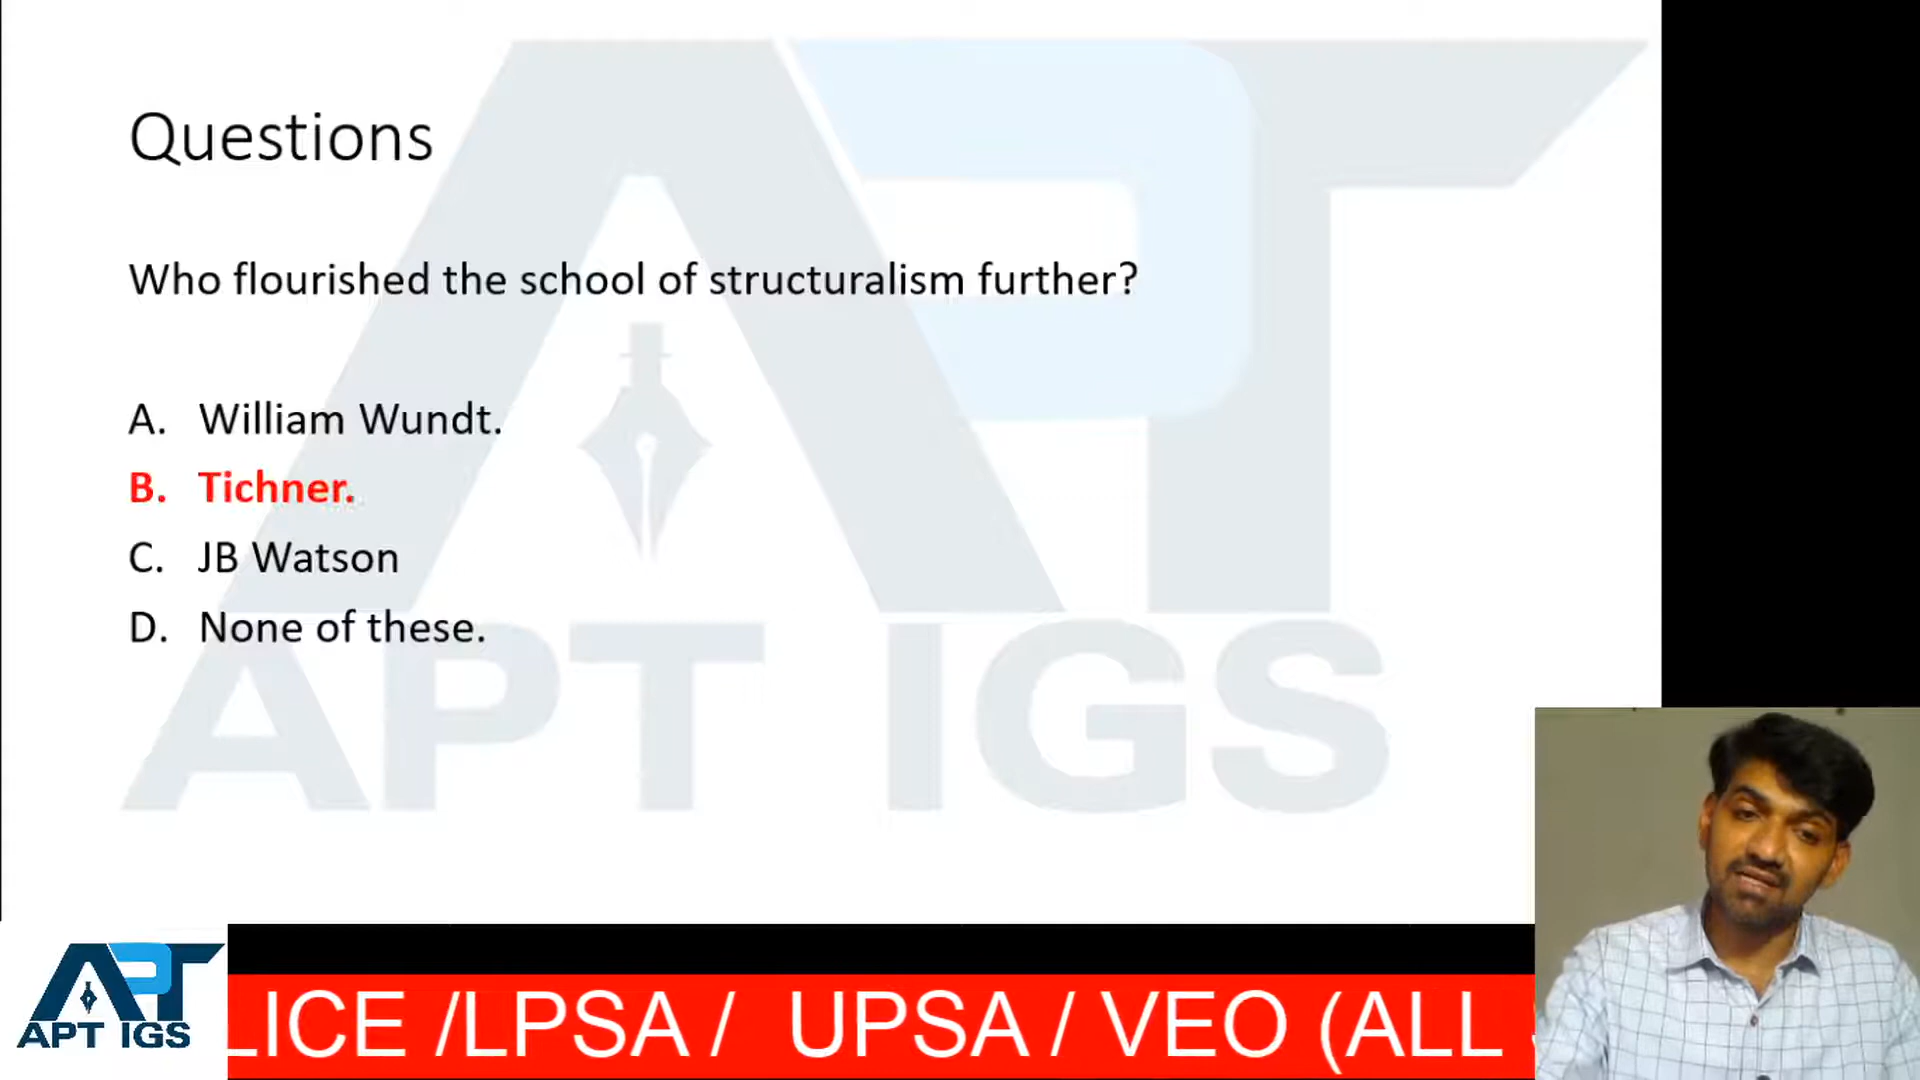 Questions
Who flourished the school of structuralism further?
A. William Wundt.
B. Tichner.
C. JB Watson
D. None of these.
APT IGS
APT
APT IGS
LICE /LPSA / UPSA / VEO (ALL